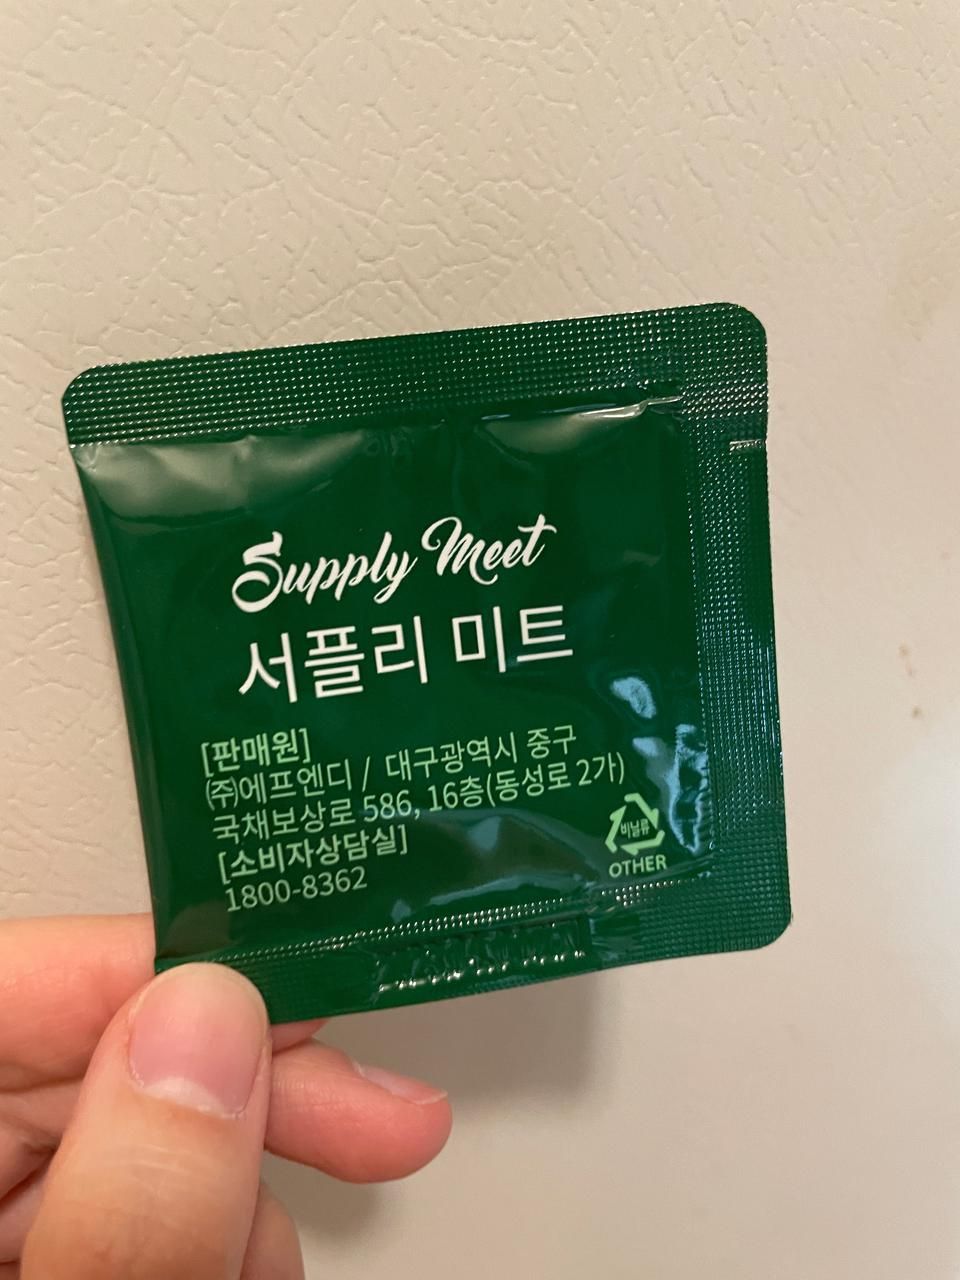 Supply Meet
서플리 미트
[판매원]
㈜에프엔디 / 대구광역시 중구
국채보상로 586, 16층(동성로 2가)
[소비자상담실]
1800-8362
비닐류
OTHER